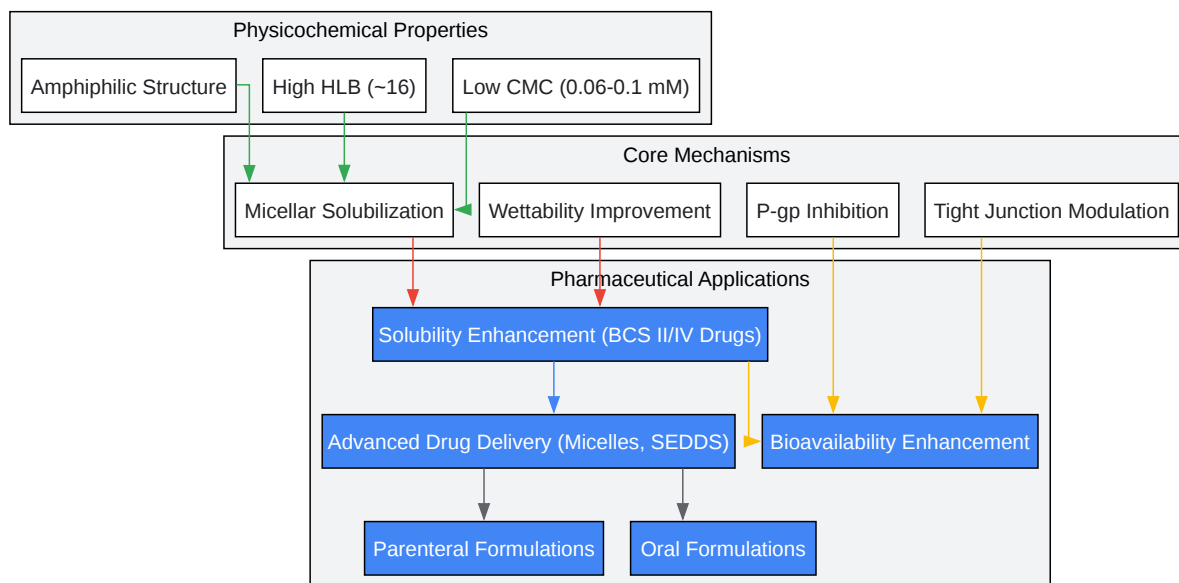 Physicochemical Properties
Amphiphilic Structure
High HLB (~16)
Low CMC (0.06-0.1 mM)
Core Mechanisms
Micellar Solubilization
Wettability Improvement
P-gp Inhibition
Tight Junction Modulation
Pharmaceutical Applications
Solubility Enhancement (BCS II/IV Drugs)
Advanced Drug Delivery (Micelles, SEDDS)
Bioavailability Enhancement
Parenteral Formulations
Oral Formulations